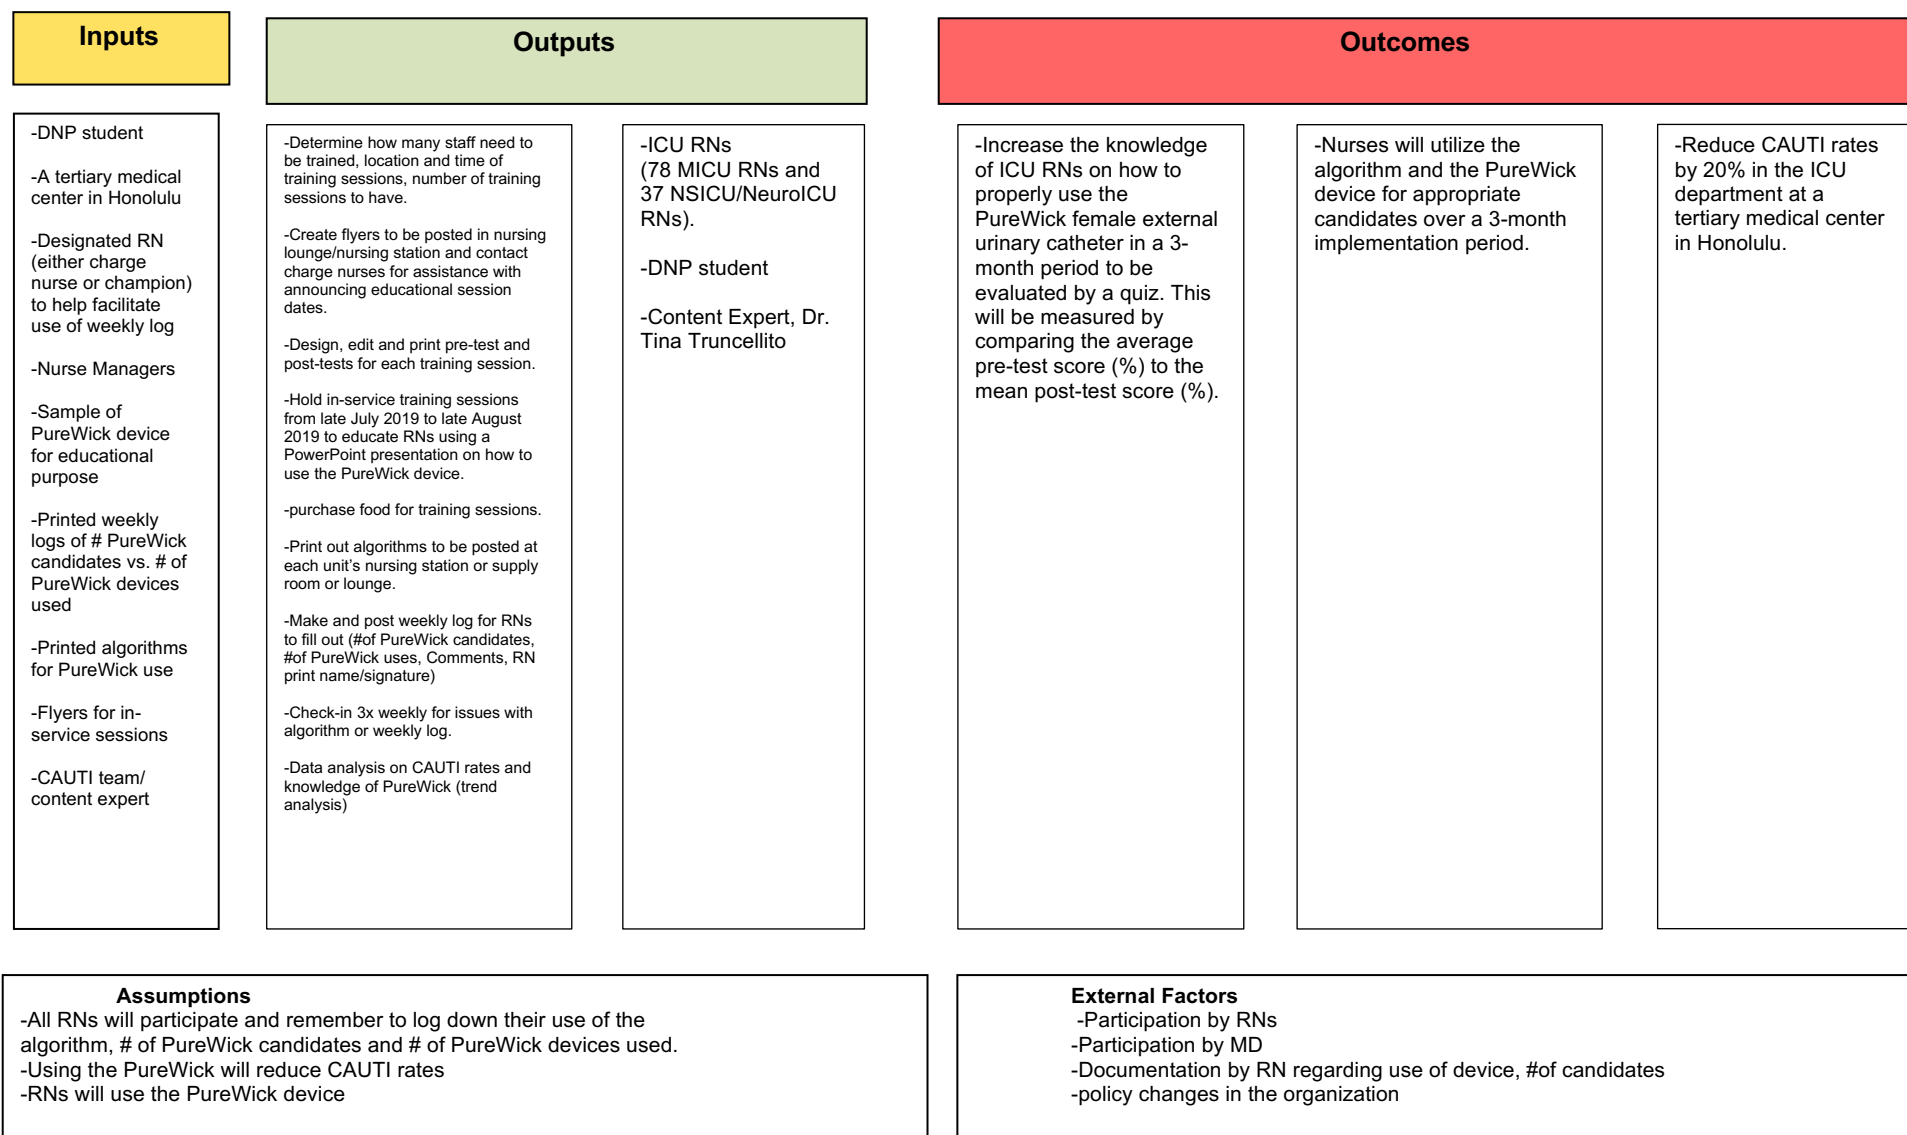 Inputs
Outputs
Outcomes
-DNP student
-A tertiary medical
center in Honolulu
-Designated RN
(either charge
nurse or champion)
to help facilitate
use of weekly log
-Nurse Managers
-Sample of
PureWick device
for educational
purpose
-Printed weekly
logs of # PureWick
candidates vs. # of
PureWick devices
used
-Printed algorithms
for PureWick use
-Flyers for in-
service sessions
-CAUTI team/
content expert
-Determine how many staff need to
be trained, location and time of
training sessions, number of training
sessions to have.
-Create flyers to be posted in nursing
lounge/nursing station and contact
charge nurses for assistance with
announcing educational session
dates.
-Design, edit and print pre-test and
post-tests for each training session.
-Hold in-service training sessions
from late July 2019 to late August
2019 to educate RNs using a
PowerPoint presentation on how to
use the PureWick device.
-purchase food for training sessions.
-Print out algorithms to be posted at
each unit's nursing station or supply
room or lounge.
-Make and post weekly log for RNs
to fill out (#of PureWick candidates,
#of PureWick uses, Comments, RN
print name/signature)
-Check-in 3x weekly for issues with
algorithm or weekly log.
-Data analysis on CAUTI rates and
knowledge of PureWick (trend
analysis)
-ICU RNs
(78 MICU RNs and
37 NSICU/NeuroICU
RNs).
-DNP student
-Content Expert, Dr.
Tina Truncellito
-Increase the knowledge
of ICU RNs on how to
properly use the
PureWick female external
urinary catheter in a 3-
month period to be
evaluated by a quiz. This
will be measured by
comparing the average
pre-test score (%) to the
mean post-test score (%).
-Nurses will utilize the
algorithm and the PureWick
device for appropriate
candidates over a 3-month
implementation period.
-Reduce CAUTI rates
by 20% in the ICU
department at a
tertiary medical center
in Honolulu.
Assumptions
-All RNs will participate and remember to log down their use of the
algorithm, # of PureWick candidates and # of PureWick devices used.
-Using the PureWick will reduce CAUTI rates
-RNs will use the PureWick device
External Factors
-Participation by RNs
-Participation by MD
-Documentation by RN regarding use of device, #of candidates
-policy changes in the organization